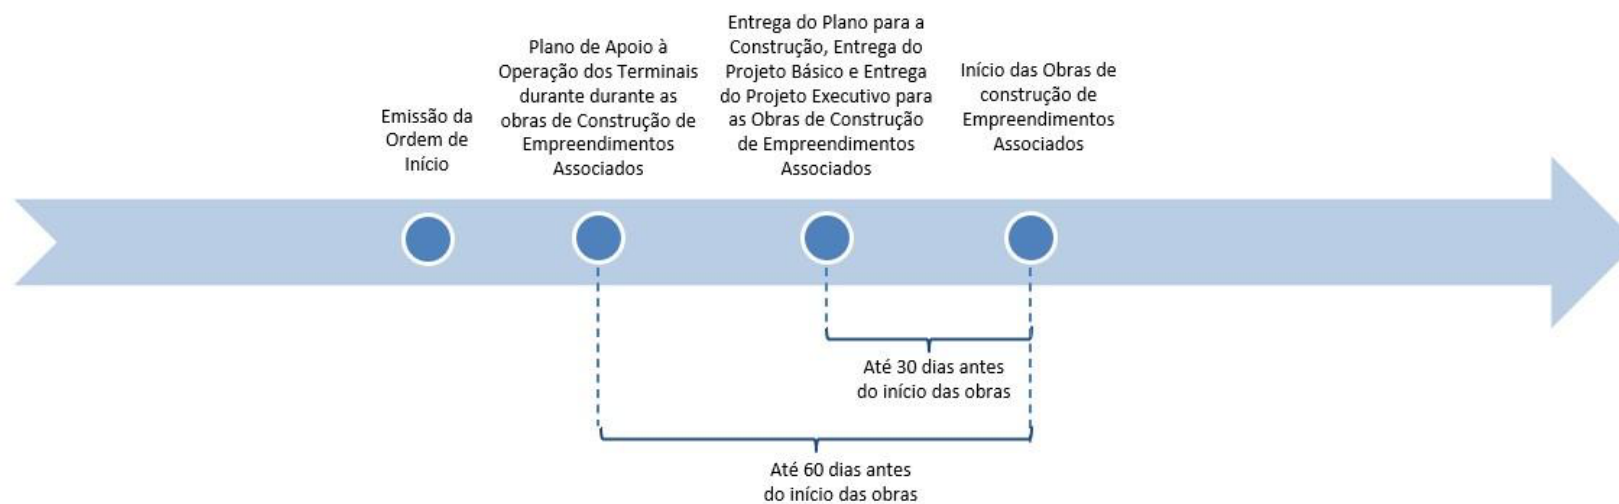 Emissão da
Ordem de
Início
Plano de Apoio à
Operação dos Terminais
durante durante as
obras de Construção de
Empreendimentos
Associados
Entrega do Plano para a
Construção, Entrega do
Projeto Básico e Entrega
do Projeto Executivo para
as Obras de Construção
de Empreendimentos
Associados
Início das Obras de
construção de
Empreendimentos
Associados
Até 30 dias antes
do início das obras
Até 60 dias antes
do início das obras